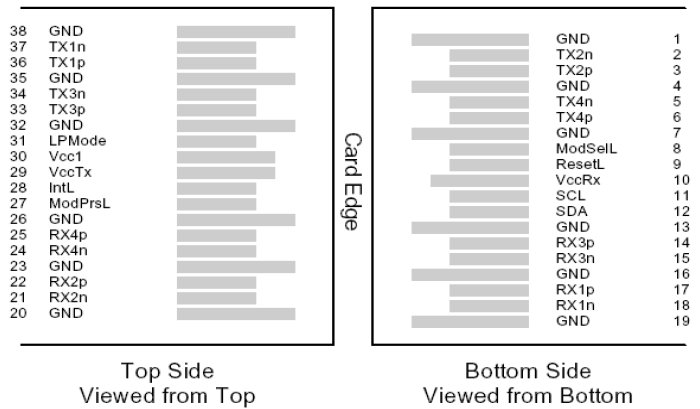 38 GND
37 TX1n
36 TX1p
35 GND
34 TX3n
33 TX3p
32 GND
31 LPMode
30 Vcc1
29 VccTx
28 IntL
27 ModPrsL
26 GND
25 RX4p
24 RX4n
23 GND
22 RX2p
21 RX2n
20 GND
Top Side
Viewed from Top
Card Edge
GND 1
TX2n 2
TX2p 3
GND 4
TX4n 5
TX4p 6
GND 7
ModSelL 8
ResetL 9
VccRx 10
SCL 11
SDA 12
GND 13
RX3p 14
RX3n 15
GND 16
RX1p 17
RX1n 18
GND 19
Bottom Side
Viewed from Bottom